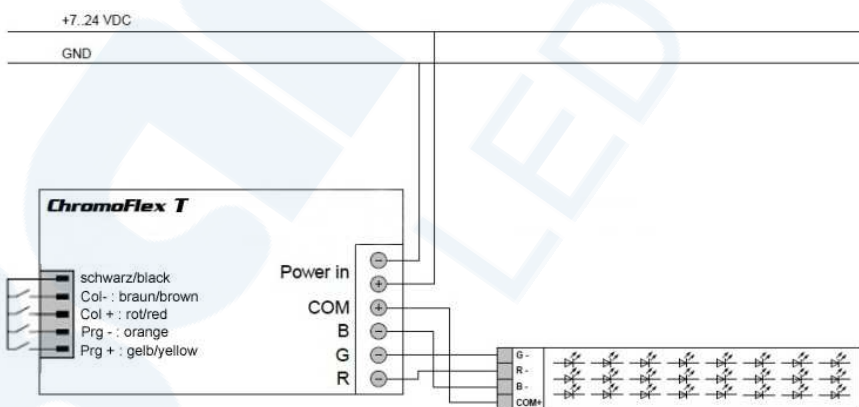 +7..24 VDC
GND
ChromoFlex T
schwarz/black
Col- : braun/brown
Col + : rot/red
Prg - : orange
Prg + : gelb/yellow
Power in
COM
B
G
R
G -
R -
B -
COM+
LED